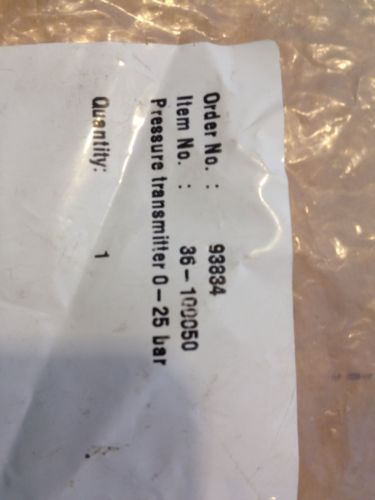 Order No. : 93834
Item No. : 36-100050
Pressure transmitter 0-25 bar
Quantity: 1